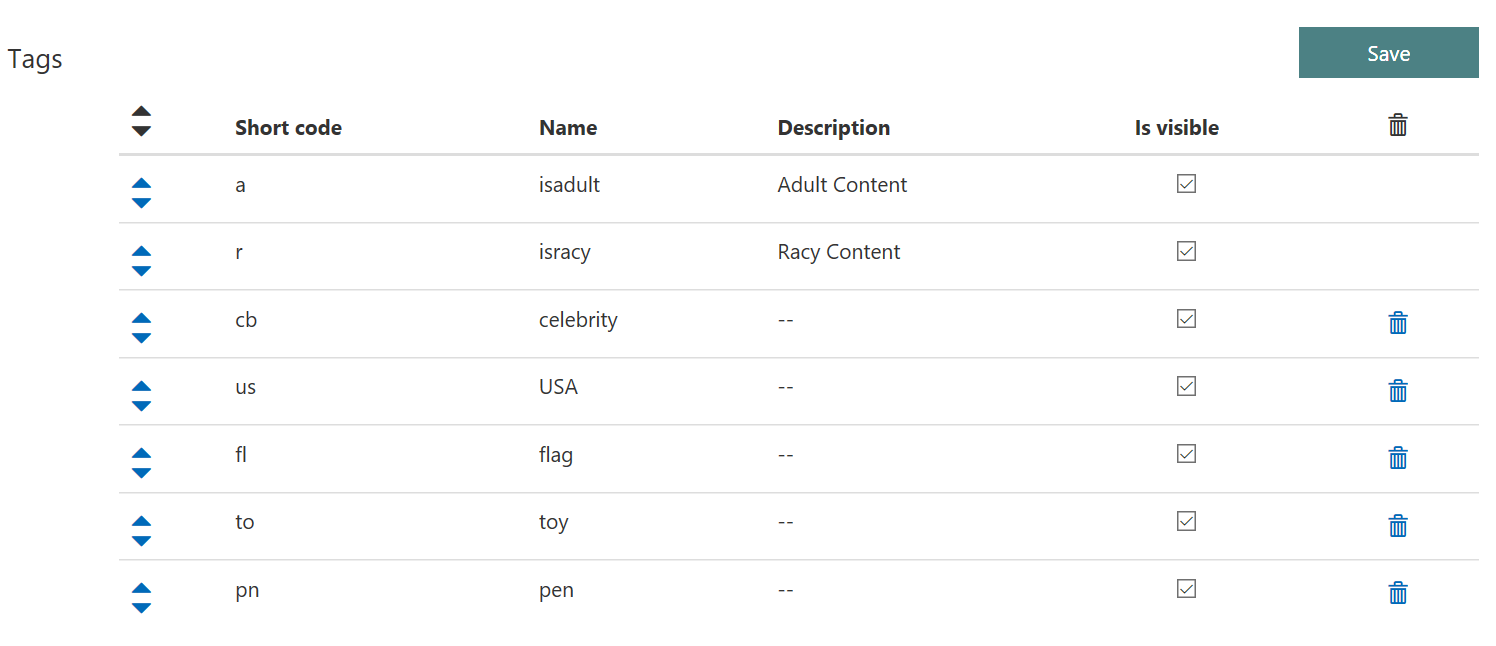 Tags
Save
Short code Name Description Is visible
a isadult Adult Content
r isracy Racy Content
cb celebrity --
us USA --
fl flag --
to toy --
pn pen --